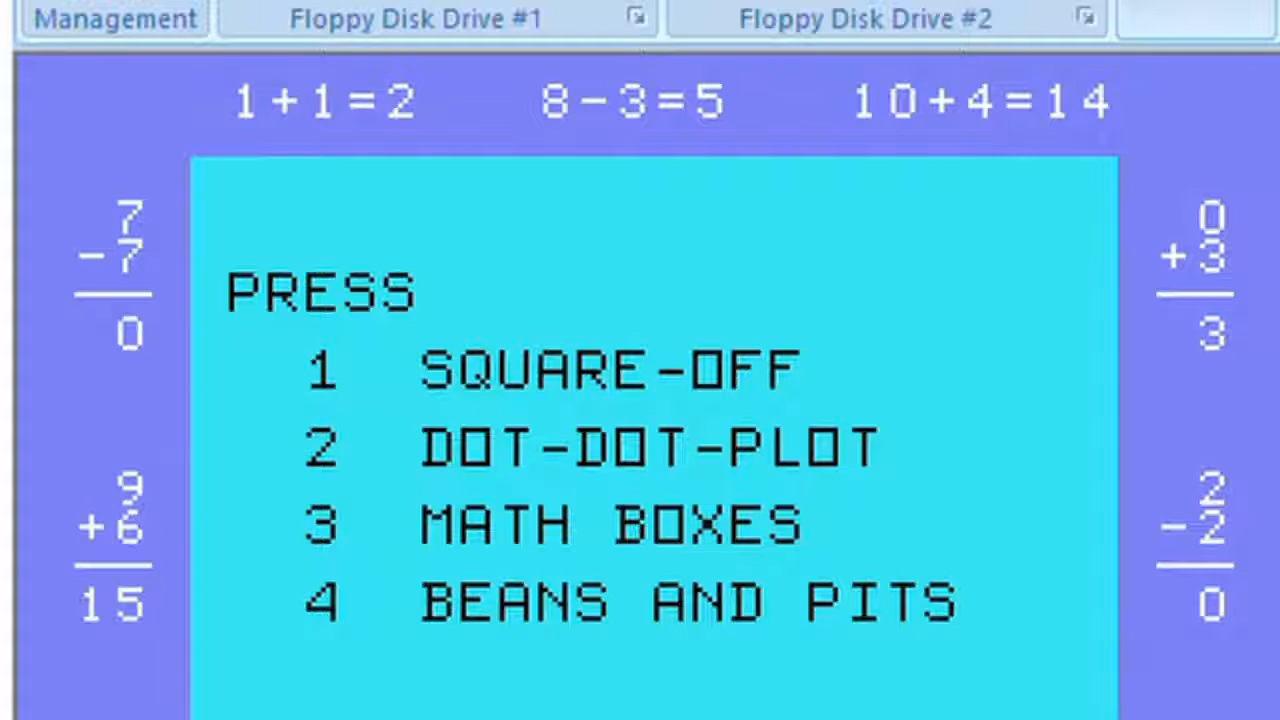 Management Floppy Disk Drive #1 Floppy Disk Drive #2
1+1=2 8-3=5 10+4=14
7
-7
0
0
+3
3
PRESS
1 SQUARE-OFF
2 DOT-DOT-PLOT
3 MATH BOXES
4 BEANS AND PITS
9
+6
15
2
-2
0